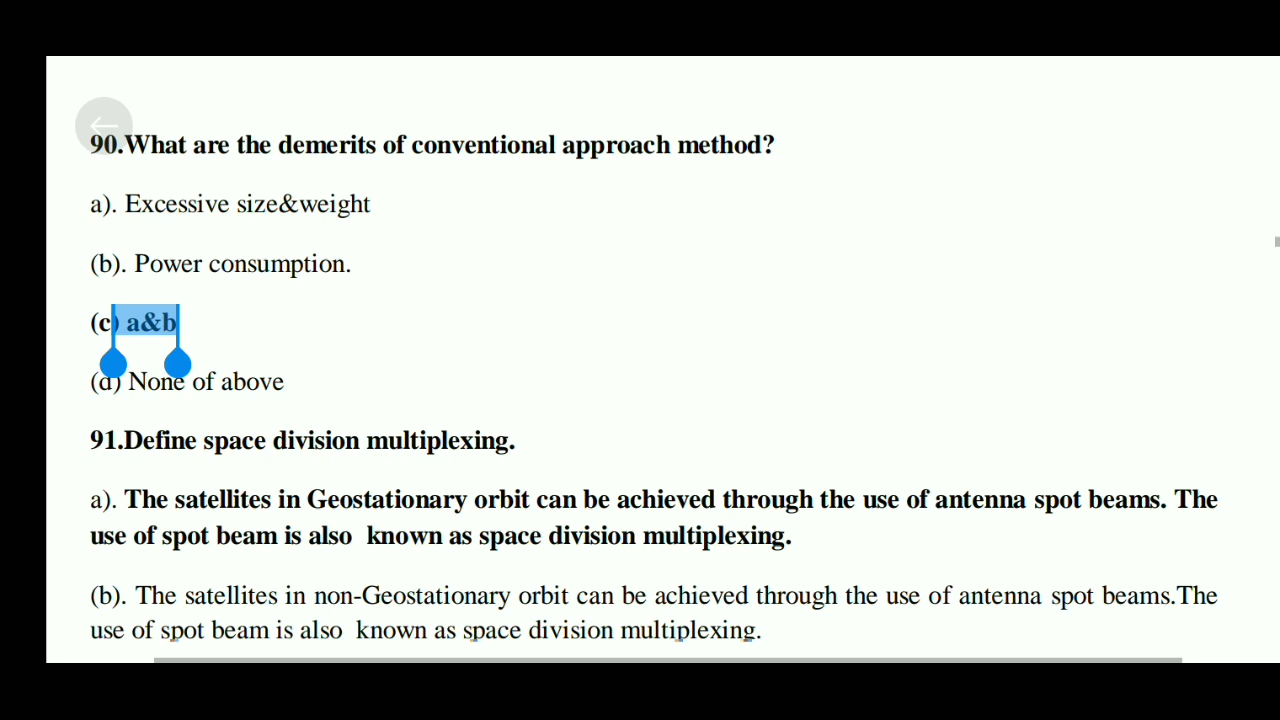 90.What are the demerits of conventional approach method?
a). Excessive size&weight
(b). Power consumption.
(c) a&b
(d) None of above
91.Define space division multiplexing.
a). The satellites in Geostationary orbit can be achieved through the use of antenna spot beams. The
use of spot beam is also known as space division multiplexing.
(b). The satellites in non-Geostationary orbit can be achieved through the use of antenna spot beams.The
use of spot beam is also known as space division multiplexing.